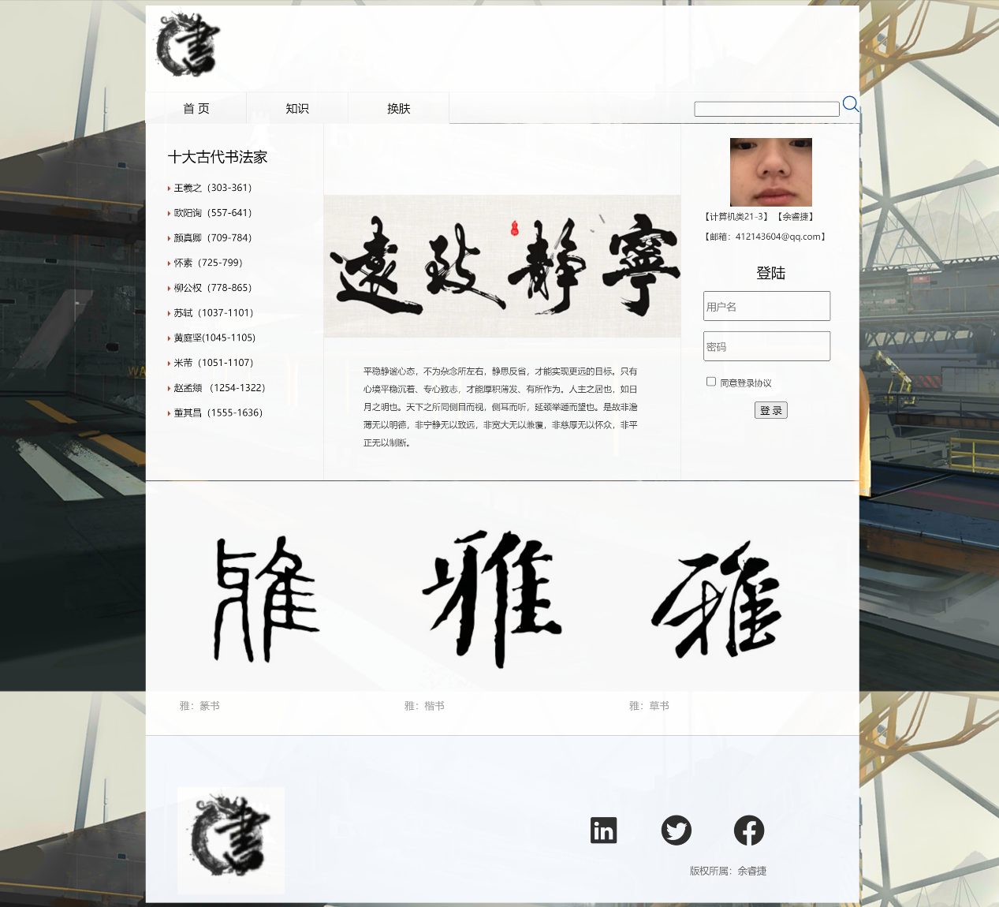 書
首 页
知识
换肤
十大古代书法家
王羲之（303-361）
欧阳询（557-641）
颜真卿（709-784）
怀素（725-799）
柳公权（778-865）
苏轼（1037-1101）
黄庭坚(1045-1105)
米芾（1051-1107）
赵孟頫 （1254-1322）
董其昌（1555-1636）
遠致静寧
平稳静谧心态，不为杂念所左右，静思反省，才能实现更远的目标。只有
心境平稳沉着、专心致志，才能厚积薄发、有所作为。人主之居也，如日
月之明也。天下之所同侧目而视，侧耳而听，延颈举踵而望也。是故非澹
薄无以明德，非宁静无以致远，非宽大无以兼覆，非慈厚无以怀众，非平
正无以制断。
【计算机类21-3】 【余睿捷】
【邮箱：412143604@qq.com】
登陆
用户名
密码
同意登录协议
登 录
雅 雅 雅
雅：篆书
雅：楷书
雅：草书
書
in
版权所属：余睿捷